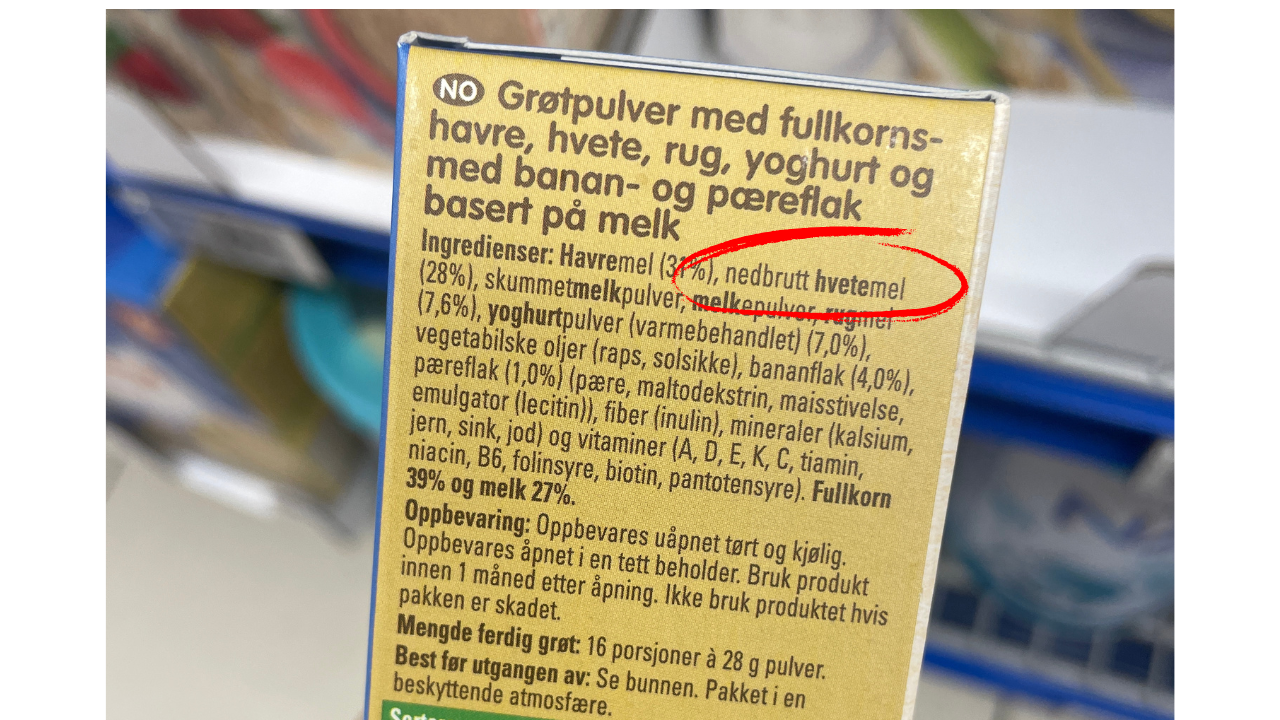 NO Grøtpulver med fullkorns-
havre, hvete, rug, yoghurt og
med banan- og pæreflak
basert på melk
Ingredienser: Havremel (31%), nedbrutt hvetemel
(28%), skummetmelkpulver, melkepulver, rugmel
(7,6%), yoghurtpulver (varmebehandlet) (7,0%),
vegetabilske oljer (raps, solsikke), bananflak (4,0%),
pæreflak (1,0%) (pære, maltodekstrin, maisstivelse,
emulgator (lecitin)), fiber (inulin), mineraler (kalsium,
jern, sink, jod) og vitaminer (A, D, E, K, C, tiamin,
niacin, B6, folinsyre, biotin, pantotensyre). Fullkorn
39% og melk 27%.
Oppbevaring: Oppbevares uåpnet tørt og kjølig.
Oppbevares åpnet i en tett beholder. Bruk produkt
innen 1 måned etter åpning. Ikke bruk produktet hvis
pakken er skadet.
Mengde ferdig grøt: 16 porsjoner à 28 g pulver.
Best før utgangen av: Se bunnen. Pakket i en
beskyttende atmosfære.